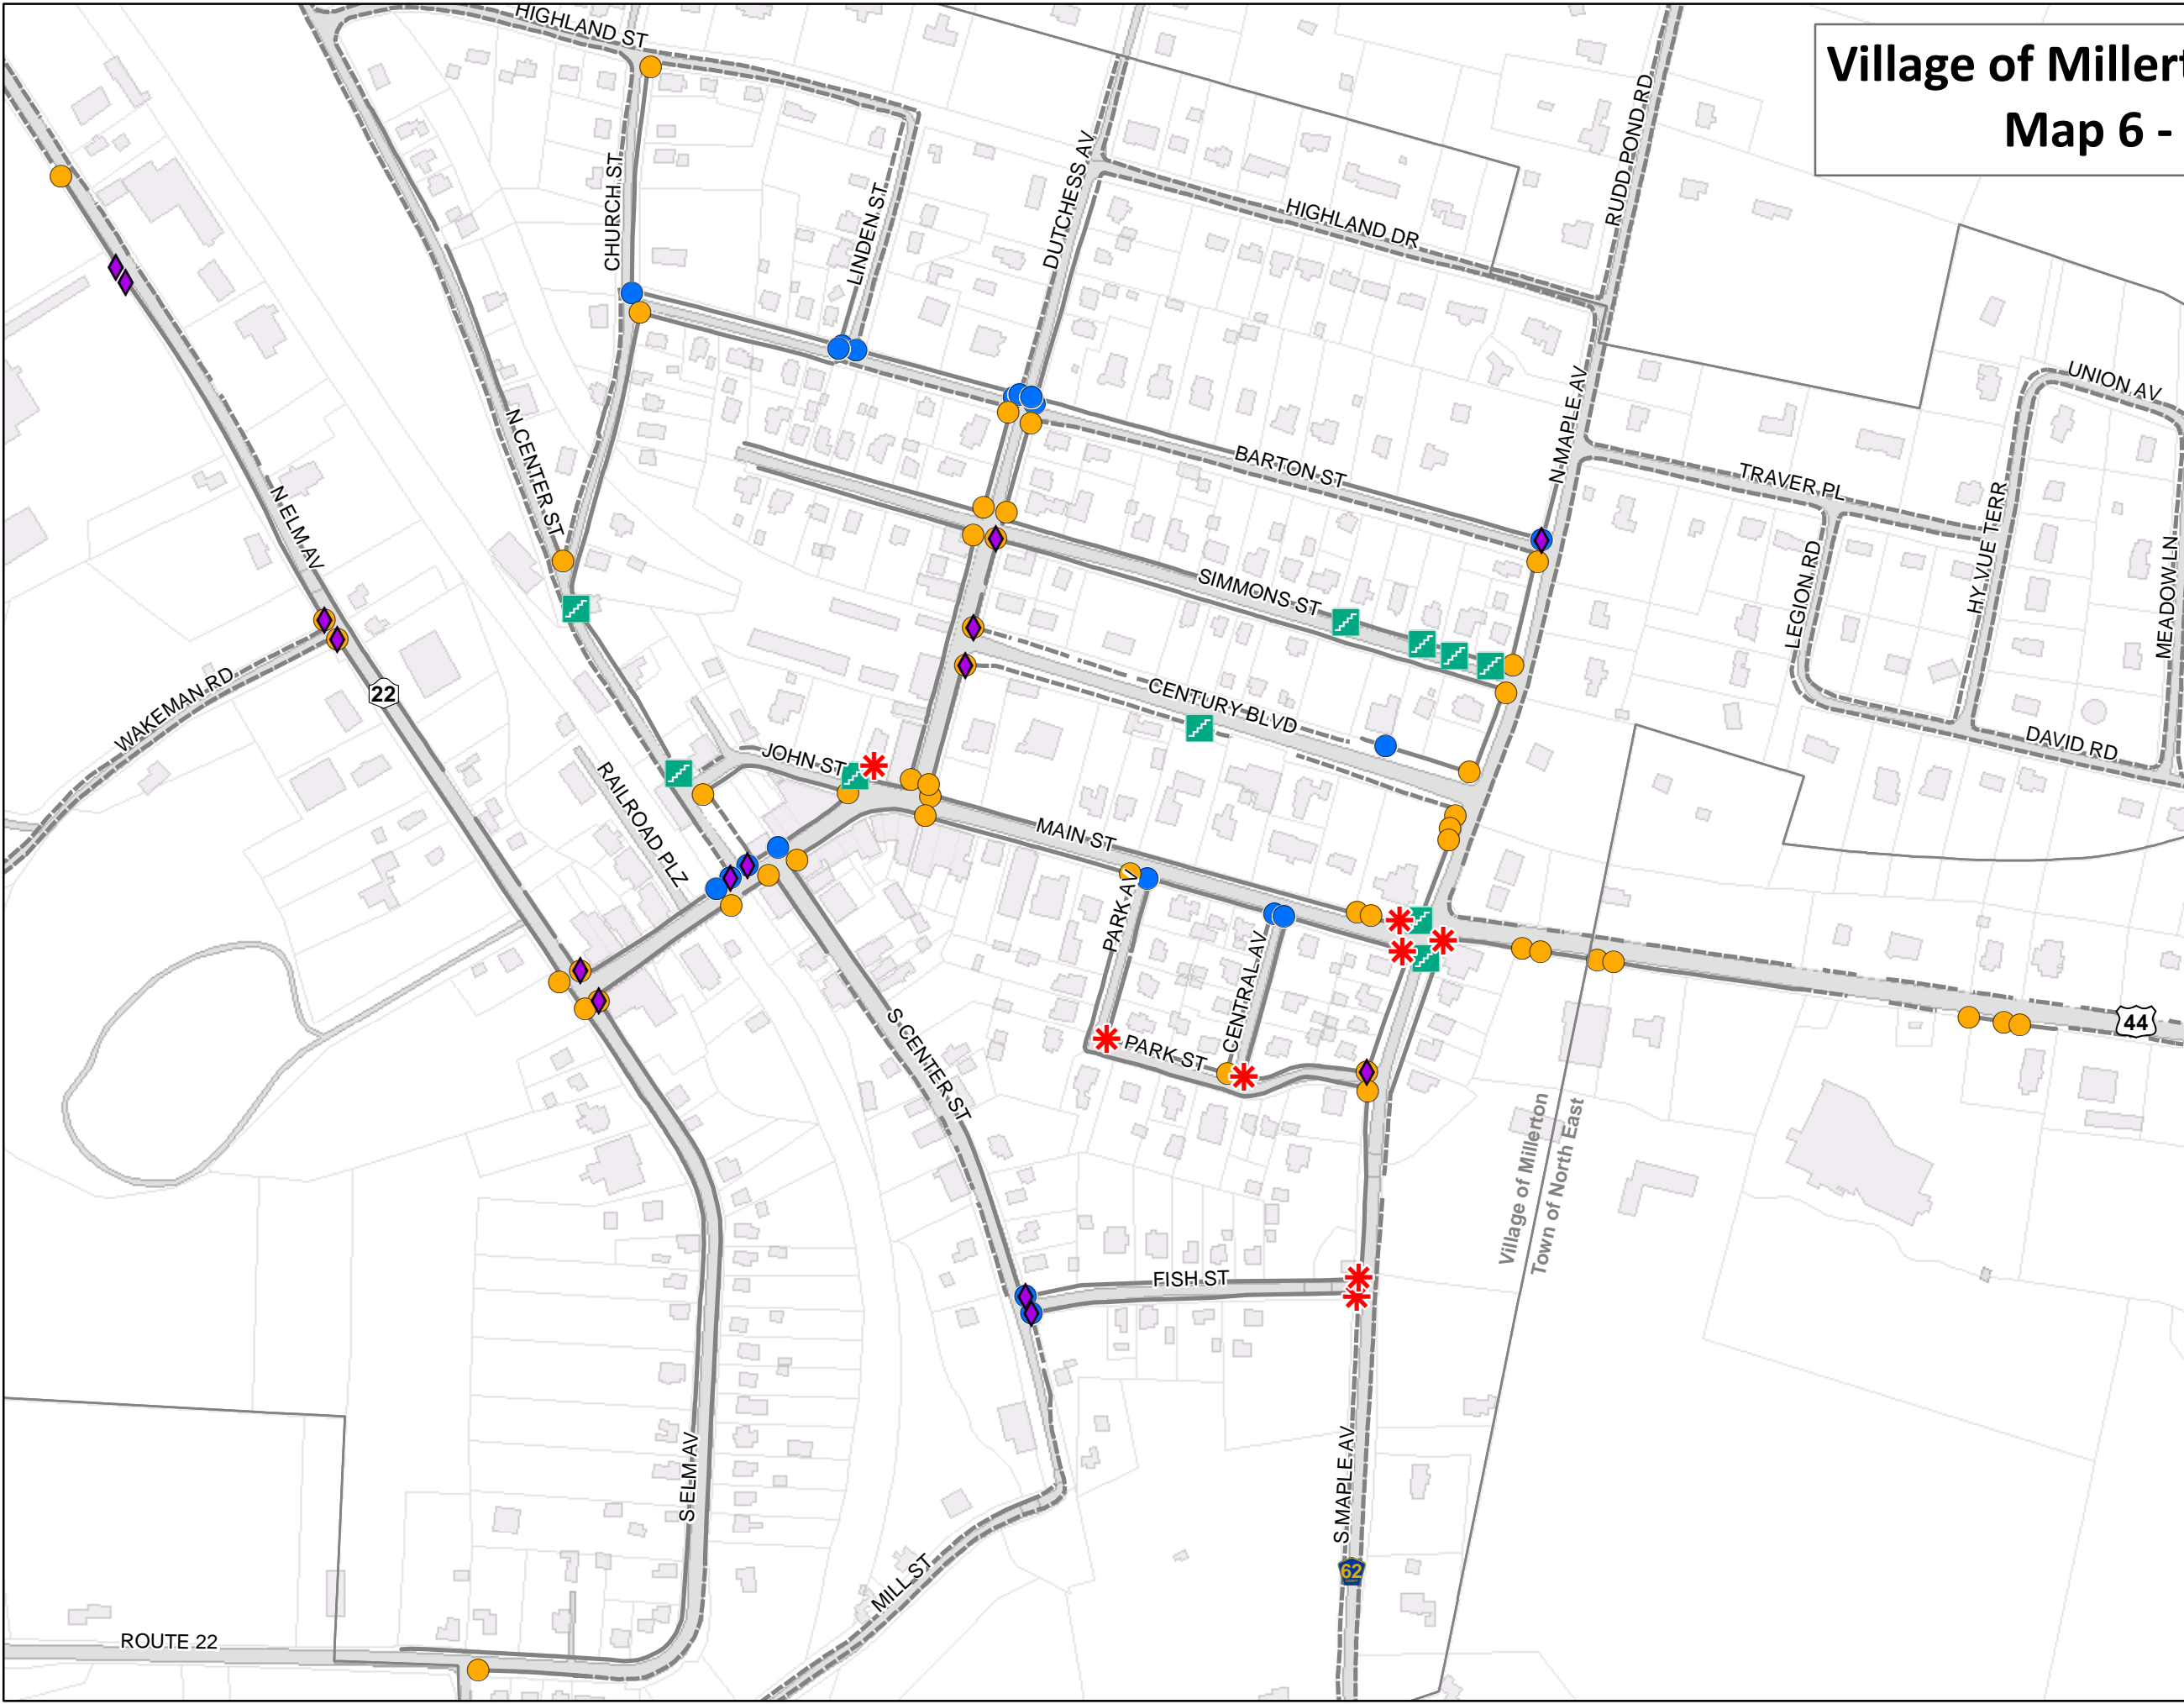 Village of Millert
Map 6 -
HIGHLAND ST
CHURCH ST
LINDEN ST
DUTCHESS AV
RUDD POND RD
HIGHLAND DR
UNION AV
N CENTER ST
N MAPLE AV
BARTON ST
TRAVER PL
N ELM AV
HY VUE TERR
LEGION RD
MEADOW LN
SIMMONS ST
WAKEMAN RD
22
CENTURY BLVD
DAVID RD
JOHN ST
RAILROAD PLZ
MAIN ST
PARK AV
CENTRAL AV
44
S CENTER ST
PARK ST
Village of Millerton
Town of North East
FISH ST
S ELM AV
S MAPLE AV
62
MILL ST
ROUTE 22